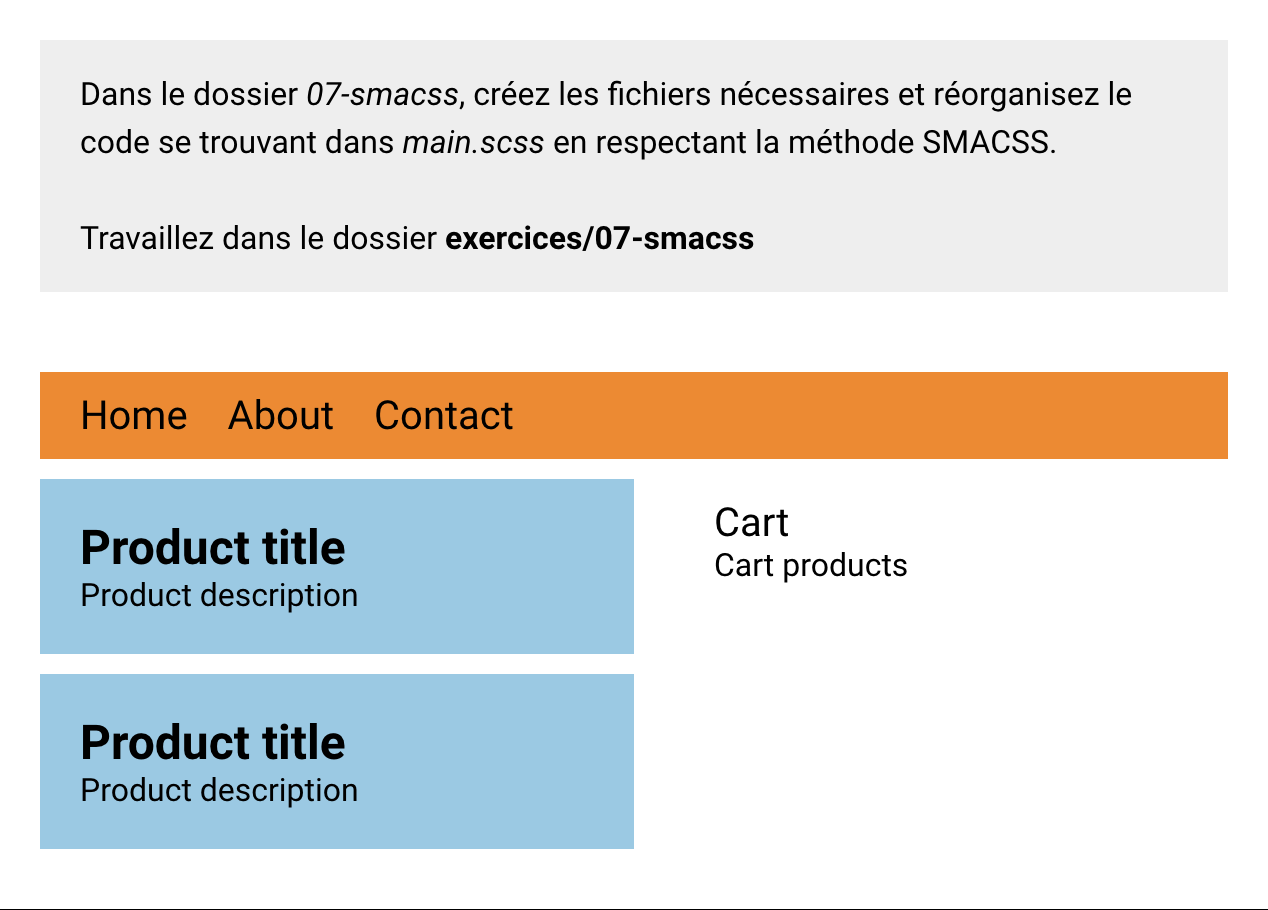 Dans le dossier 07-smacss, créez les fichiers nécessaires et réorganisez le
code se trouvant dans main.scss en respectant la méthode SMACSS.
Travaillez dans le dossier exercices/07-smacss
Home About Contact
Product title
Product description
Cart
Cart products
Product title
Product description